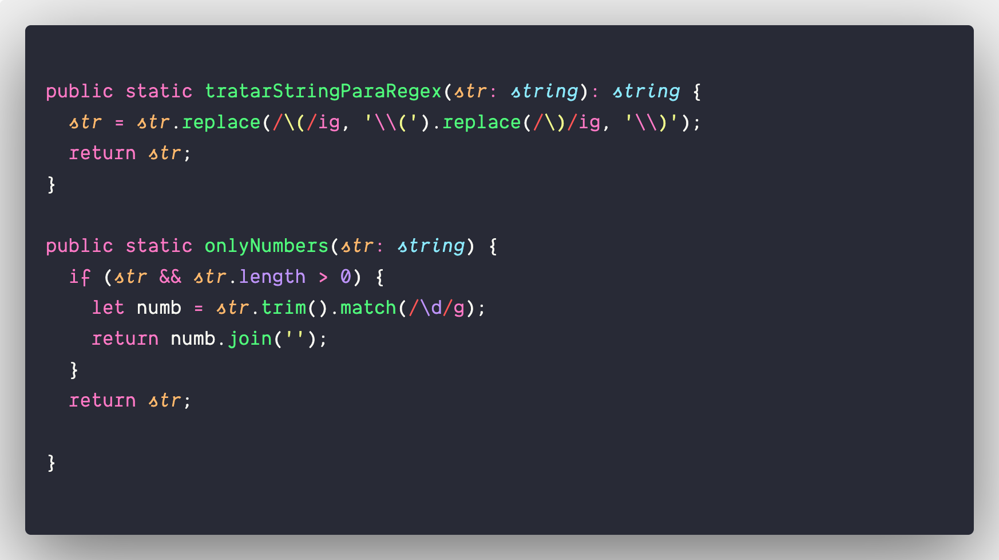 public static tratarStringParaRegex(str: string): string {
  str = str.replace(/\(/ig, '\\(').replace(/\)/ig, '\\)');
  return str;
}
public static onlyNumbers(str: string) {
  if (str && str.length > 0) {
    let numb = str.trim().match(/\d/g);
    return numb.join('');
  }
  return str;
}